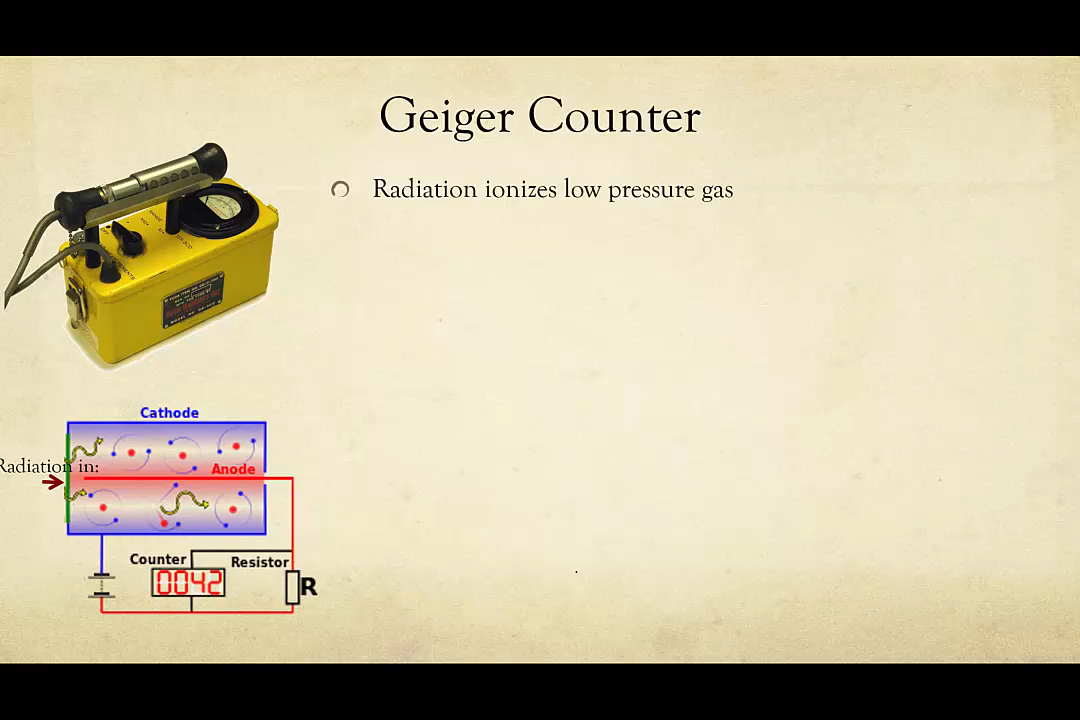 Geiger Counter
Radiation ionizes low pressure gas
Cathode
Radiation in:
Anode
Counter
Resistor
0042
R